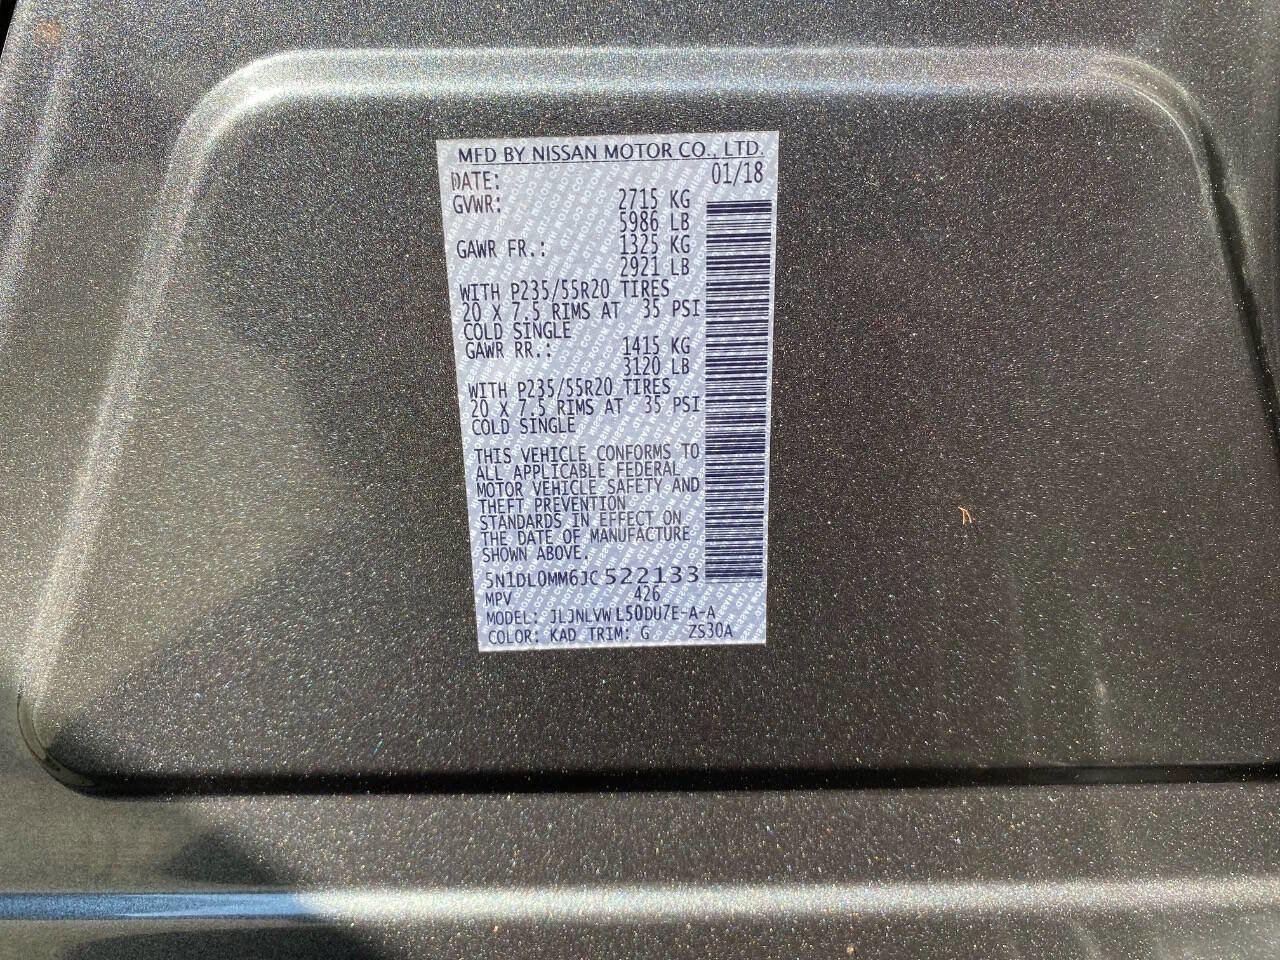 MFD BY NISSAN MOTOR CO., LTD.
DATE: 01/18
GVWR: 2715 KG
5986 LB
GAWR FR.: 1325 KG
2921 LB
WITH P235/55R20 TIRES
20 X 7.5 RIMS AT 35 PSI
COLD SINGLE
GAWR RR.: 1415 KG
3120 LB
WITH P235/55R20 TIRES
20 X 7.5 RIMS AT 35 PSI
COLD SINGLE
THIS VEHICLE CONFORMS TO
ALL APPLICABLE FEDERAL
MOTOR VEHICLE SAFETY AND
THEFT PREVENTION
STANDARDS IN EFFECT ON
THE DATE OF MANUFACTURE
SHOWN ABOVE.
5N1DL0MM6JC522133
MPV 426
MODEL: JLJNLVWL50DU7E-A-A
COLOR: KAD TRIM: G ZS30A